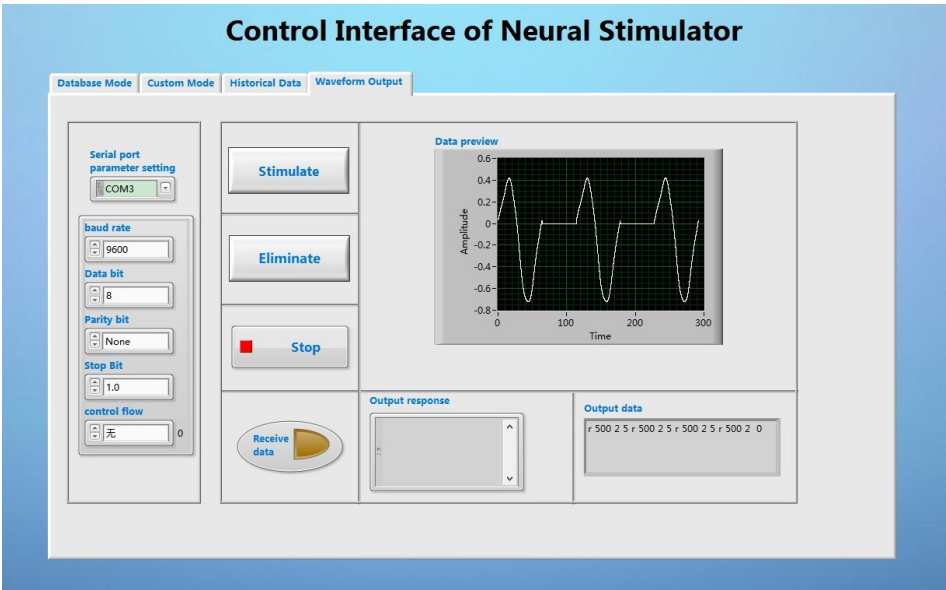 Control Interface of Neural Stimulator
Database Mode
Custom Mode
Historical Data
Waveform Output
Serial port
parameter setting
COM3
baud rate
9600
Data bit
8
Parity bit
None
Stop Bit
1.0
control flow
无
0
Stimulate
Eliminate
Stop
Receive
data
Data preview
Amplitude
0.6
0.4
0.2
0
-0.2
-0.4
-0.6
-0.8
0 100 200 300
Time
Output response
Output data
r 500 2 5 r 500 2 5 r 500 2 5 r 500 2 0